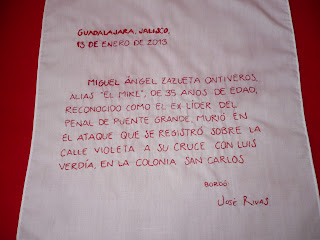 GUADALAJARA, JALISCO,
13 DE ENERO DE 2013.
MIGUEL ÁNGEL ZAZUETA ONTIVEROS,
ALIAS "EL MIKE", DE 35 AÑOS DE EDAD,
RECONOCIDO COMO EL EX LÍDER DEL
PENAL DE PUENTE GRANDE, MURIÓ EN
EL ATAQUE QUE SE REGISTRÓ SOBRE LA
CALLE VIOLETA A SU CRUCE CON LUIS
VERDÍA, EN LA COLONIA SAN CARLOS
BORDÓ:
JOSÉ RIVAS